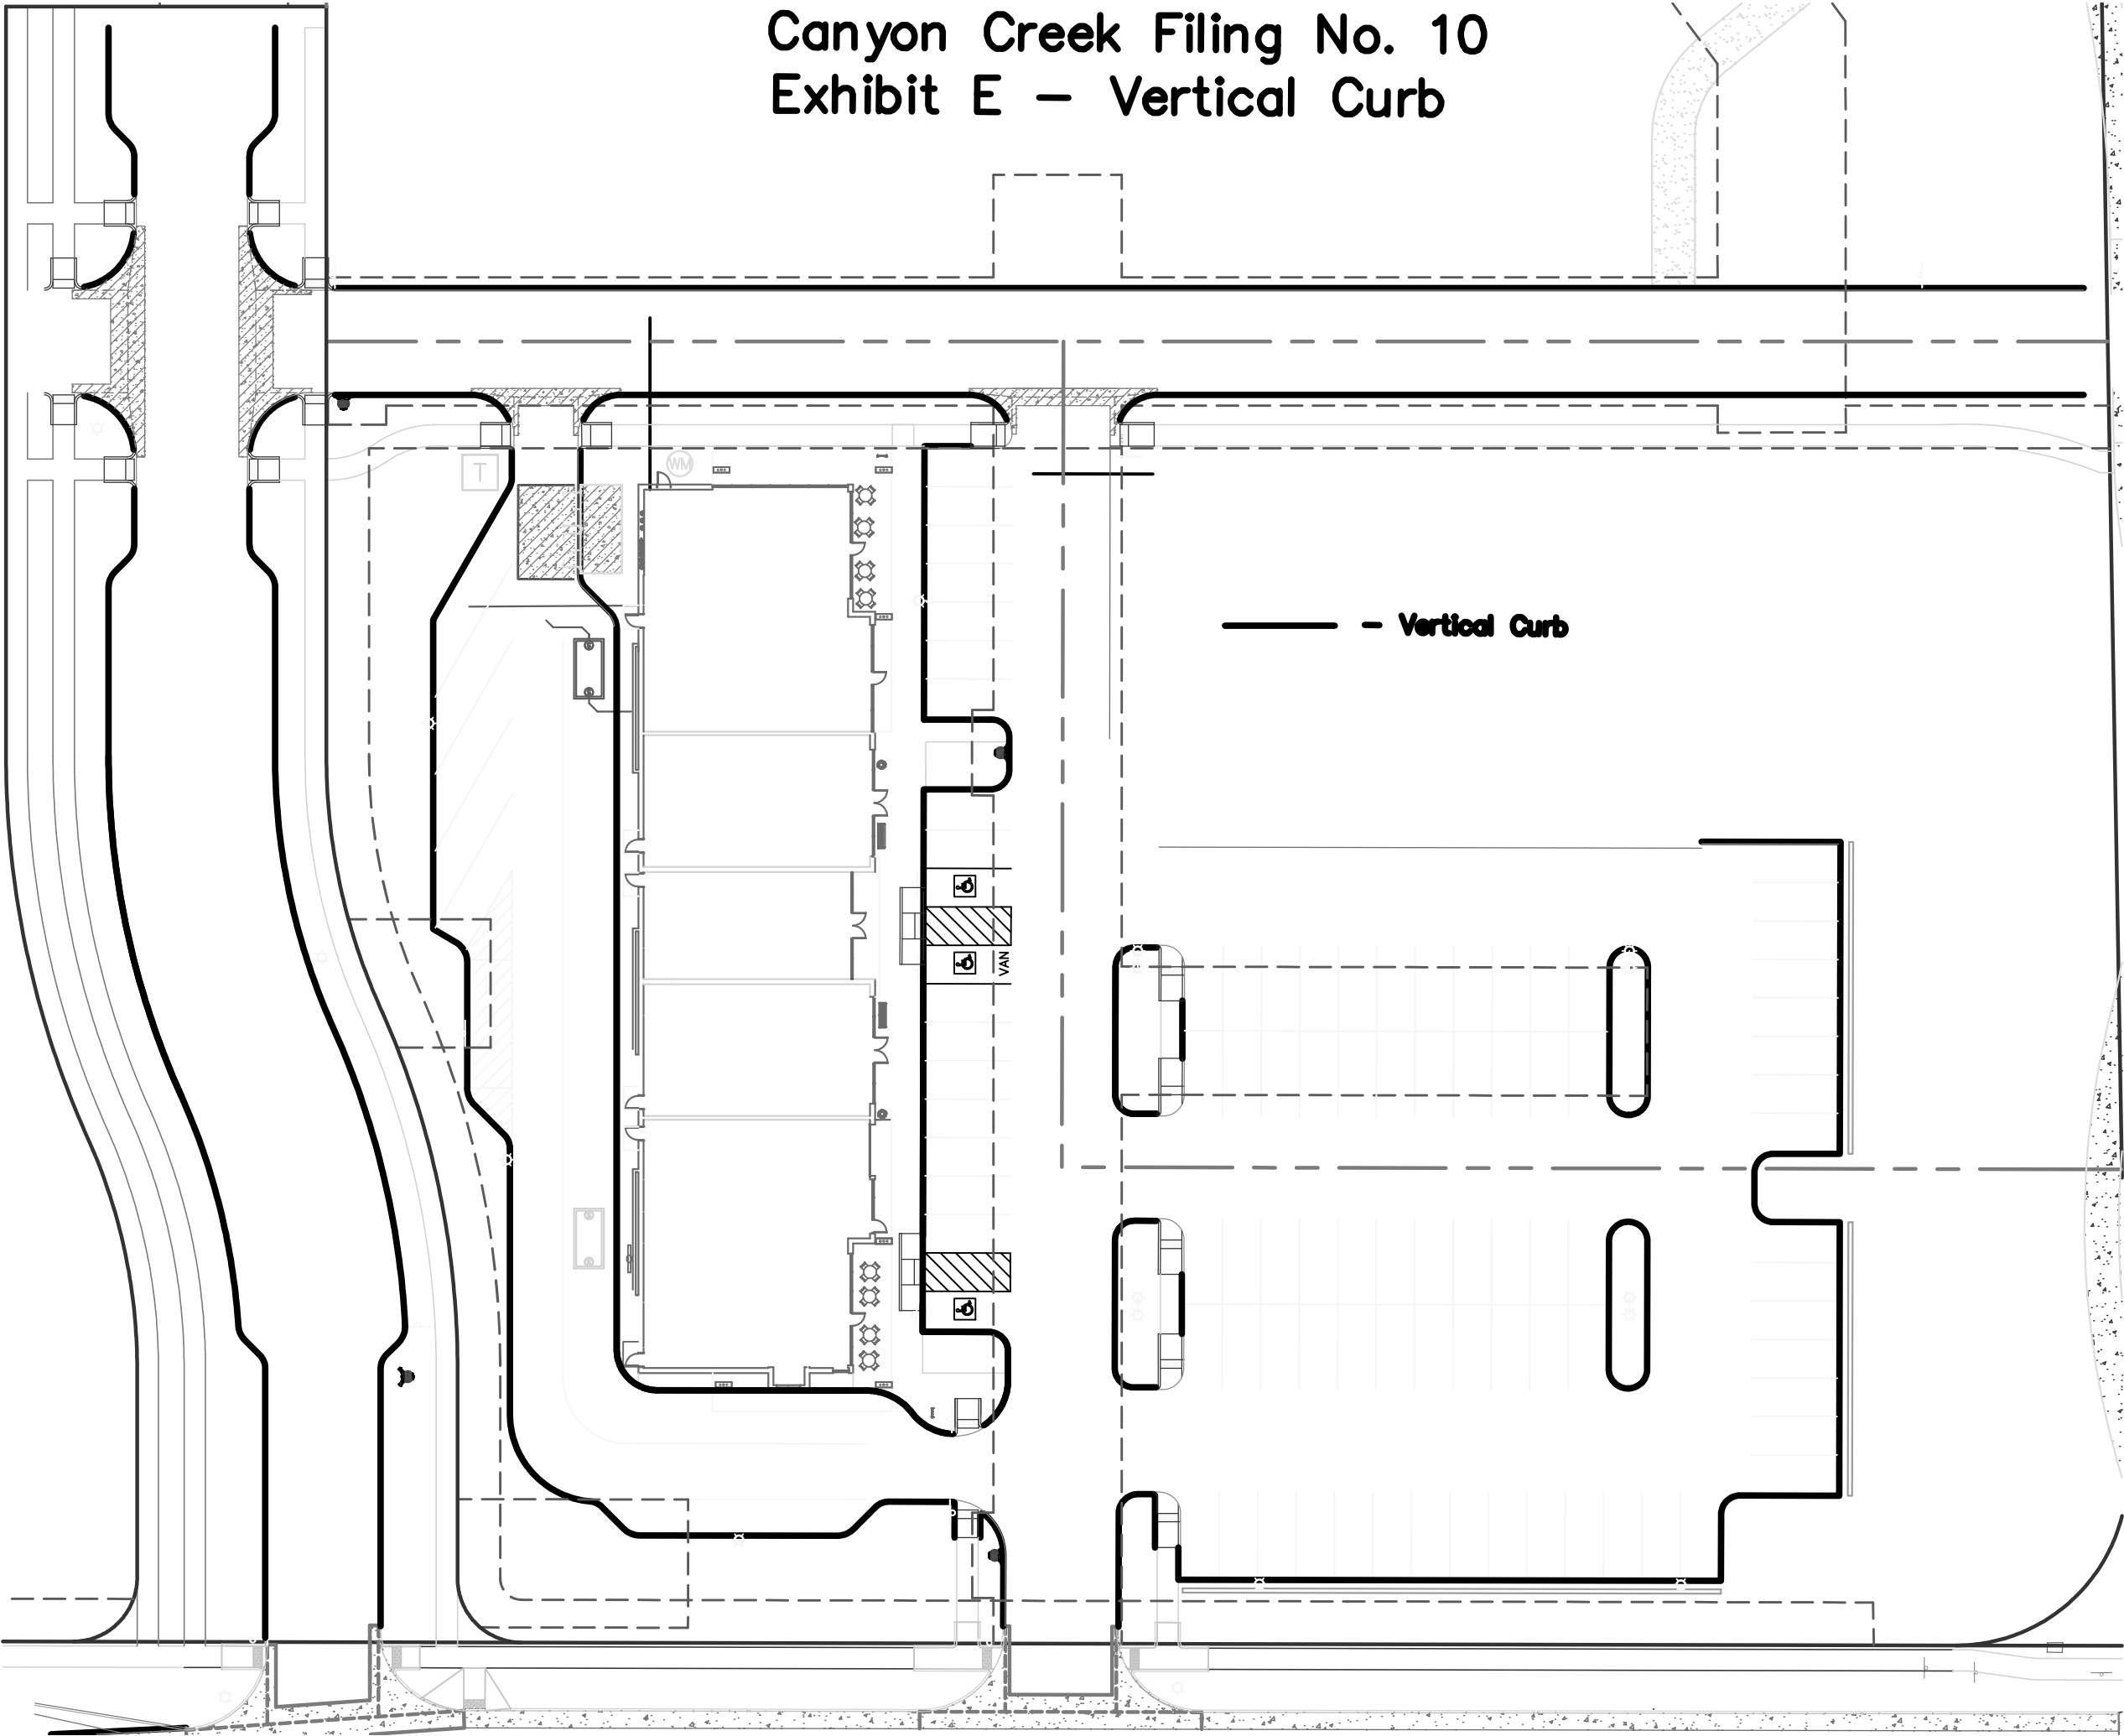 Canyon Creek Filing No. 10
Exhibit E - Vertical Curb
T
WM
- Vertical Curb
VAN